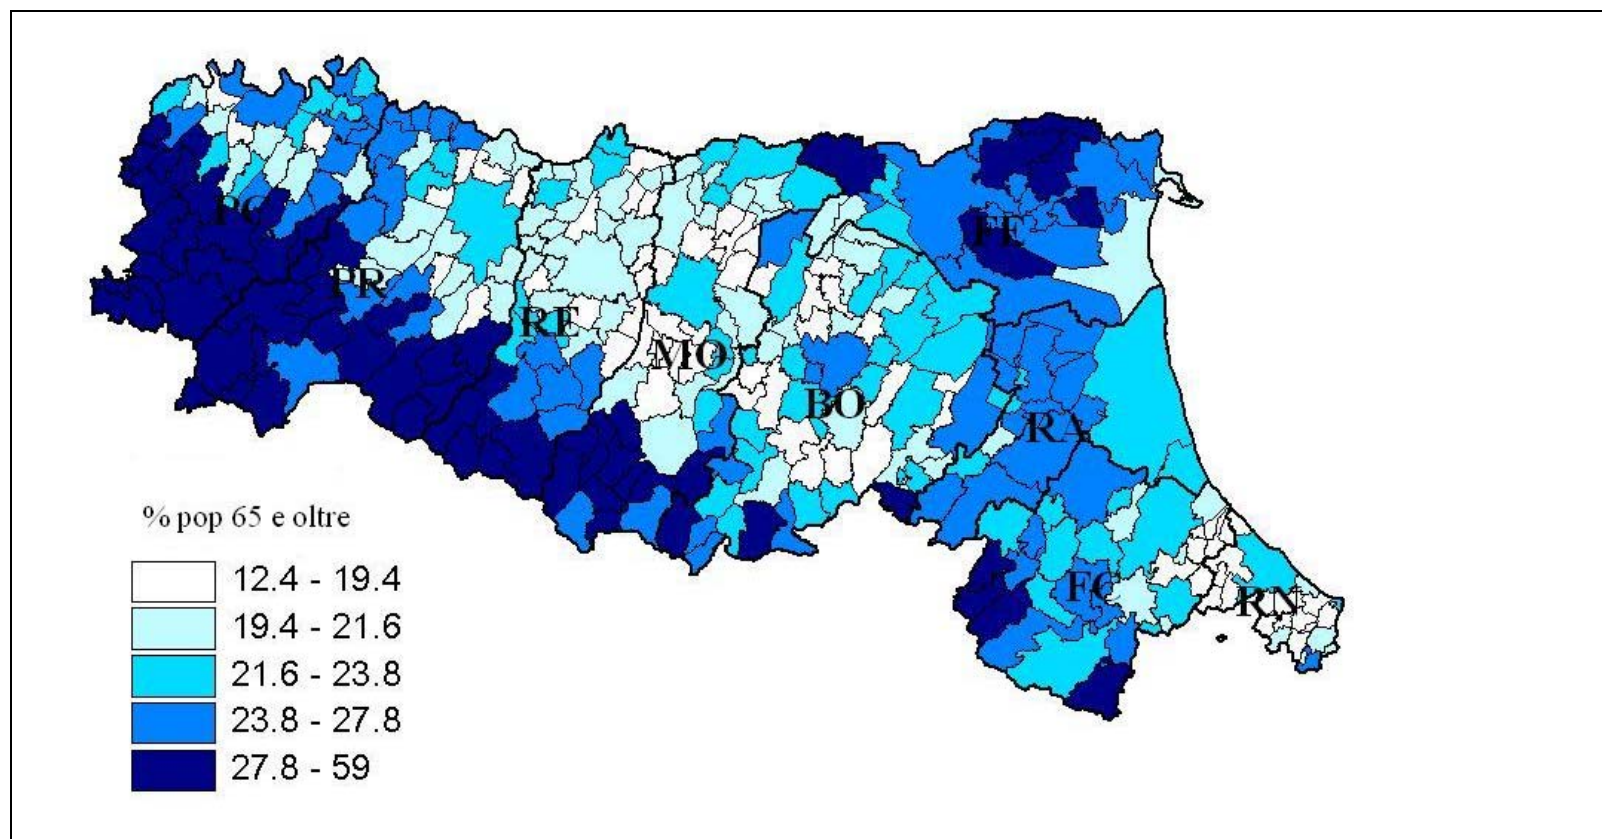 PC
FE
PR
RE
MO
BO
RA
FC
RN
% pop 65 e oltre
12.4 - 19.4
19.4 - 21.6
21.6 - 23.8
23.8 - 27.8
27.8 - 59